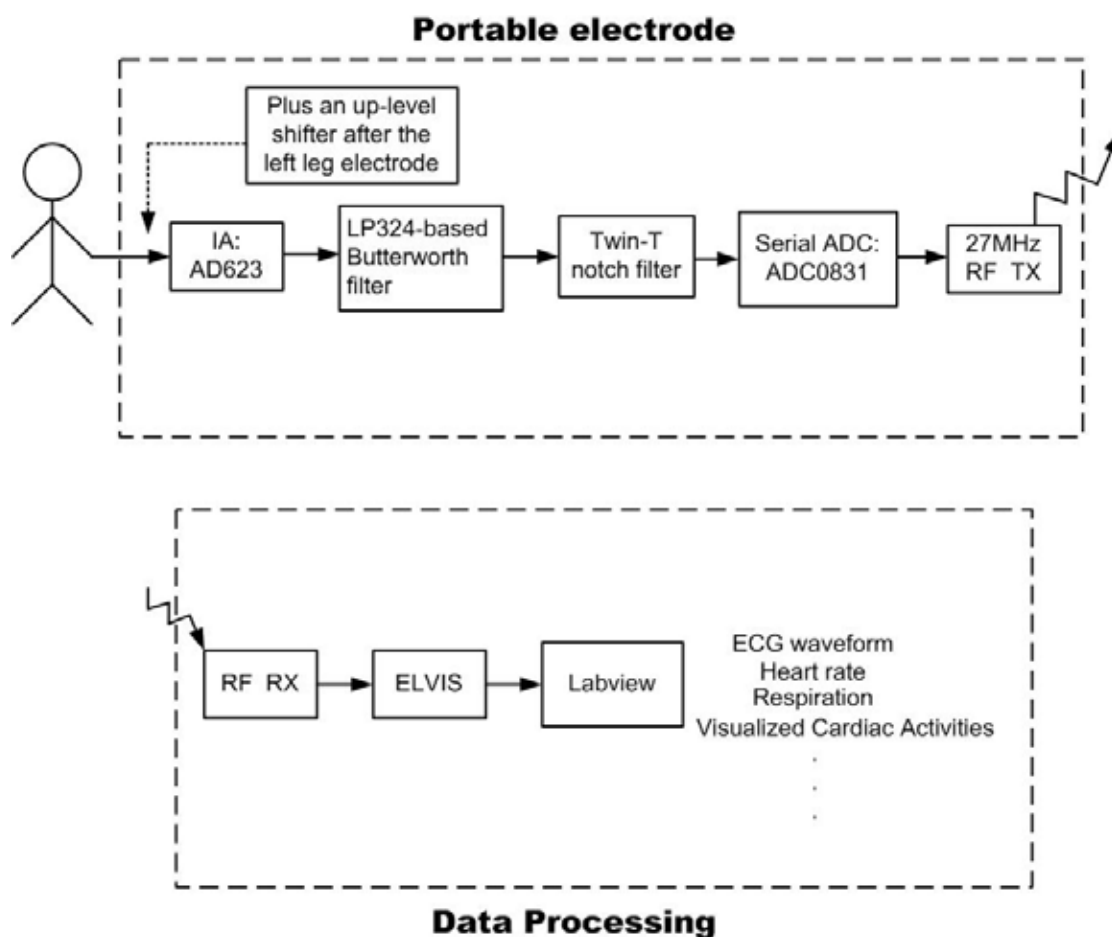 Portable electrode
Plus an up-level
shifter after the
left leg electrode
IA:
AD623
LP324-based
Butterworth
filter
Twin-T
notch filter
Serial ADC:
ADC0831
27MHz
RF TX
RF RX
ELVIS
Labview
ECG waveform
Heart rate
Respiration
Visualized Cardiac Activities
.
.
.
Data Processing